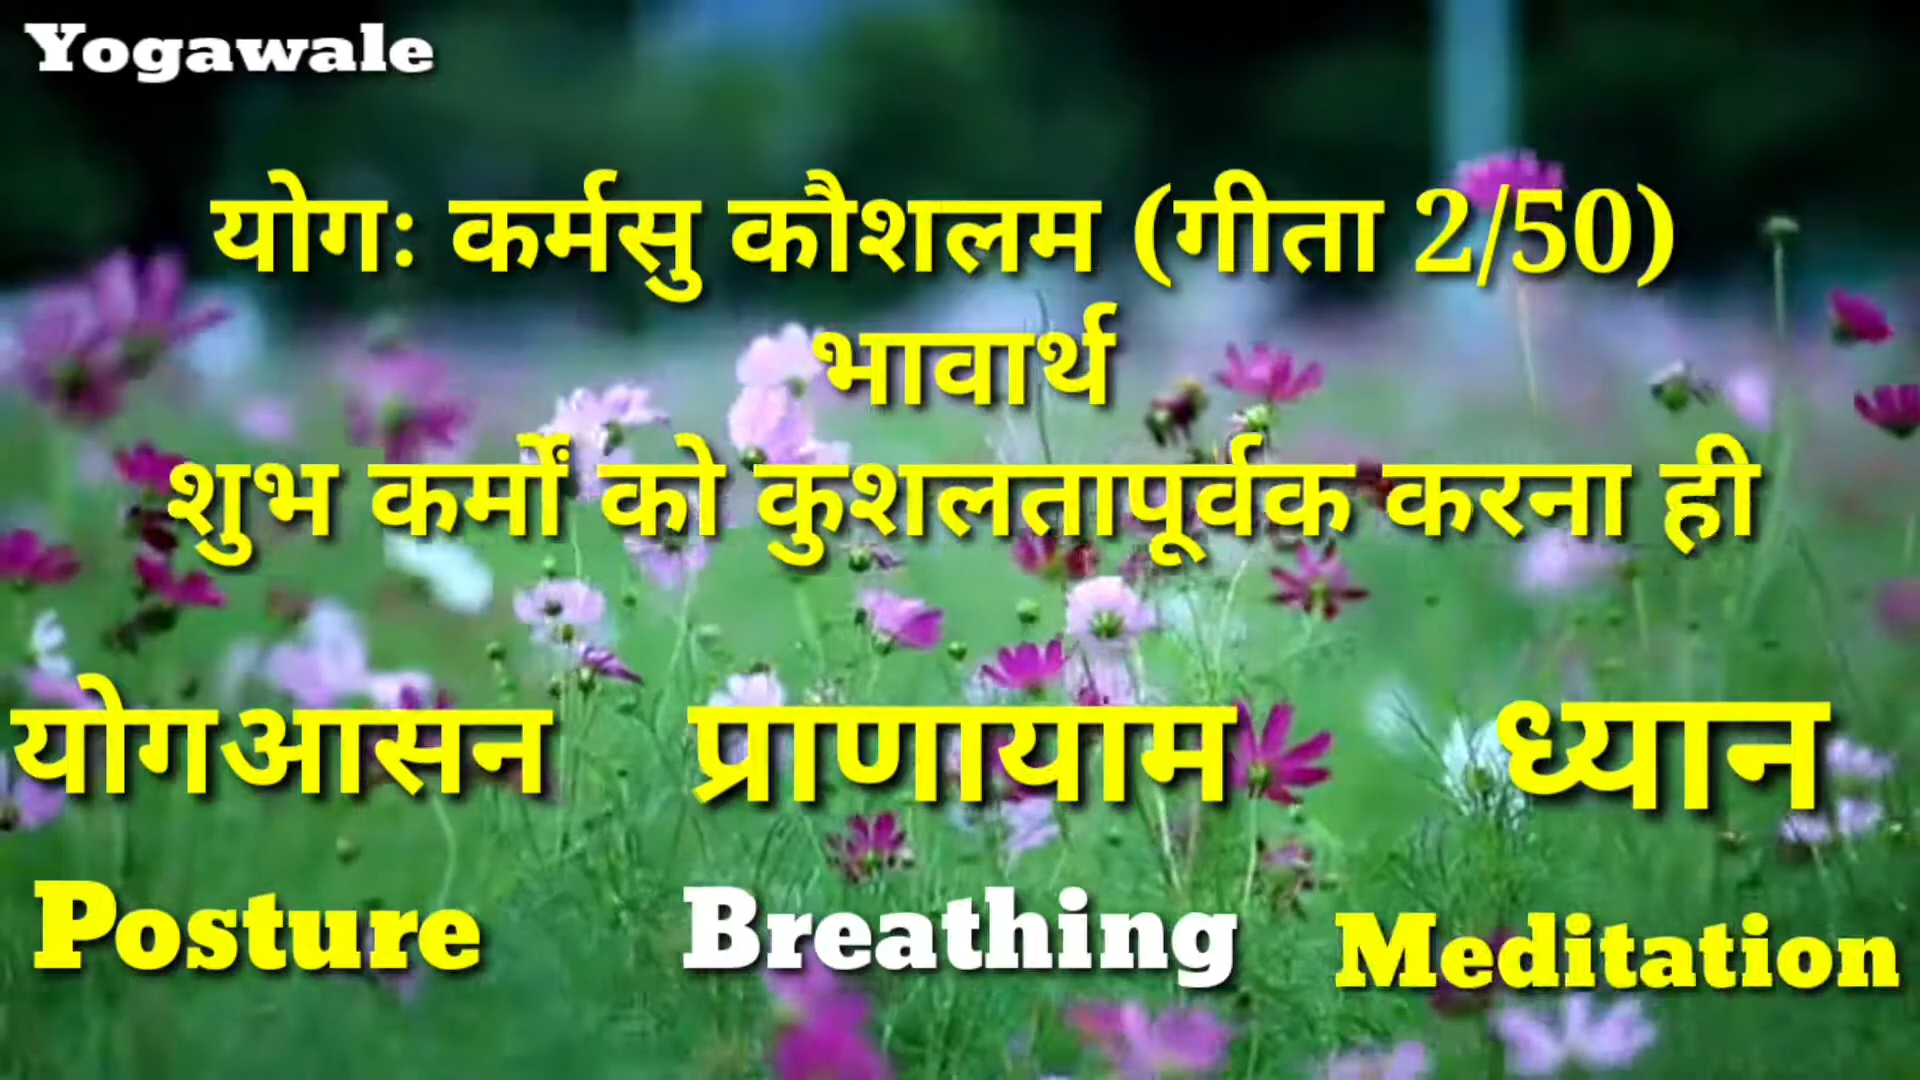 Yogawale
योगः कर्मसु कौशलम (गीता 2/50)
भावार्थ
शुभ कर्मों को कुशलतापूर्वक करना ही
योगआसन प्राणायाम ध्यान
Posture Breathing Meditation